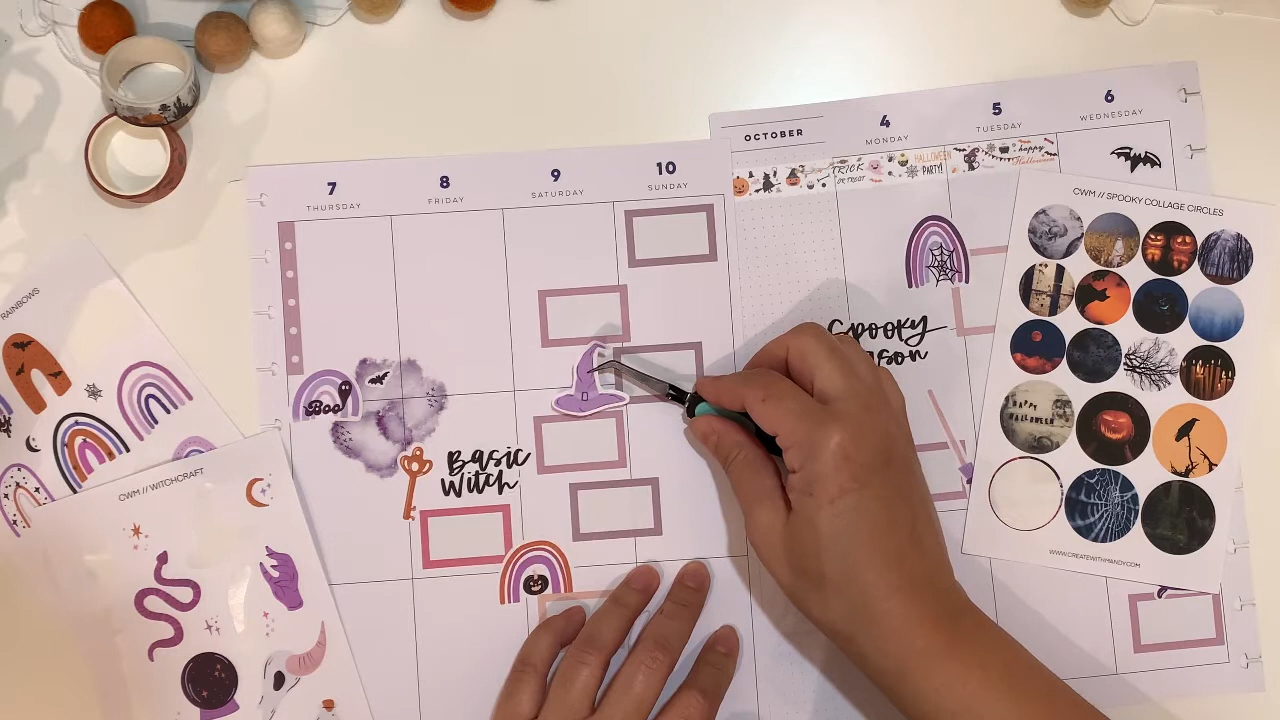 OCTOBER
4
MONDAY
5
TUESDAY
6
WEDNESDAY
7
THURSDAY
8
FRIDAY
9
SATURDAY
10
SUNDAY
TRICK
OR TREAT
HALLOWEEN
PARTY!
happy
Halloween
Spooky
Boo
Basic
Witch
RAINBOWS
CWM // WITCHCRAFT
CWM // SPOOKY COLLAGE CIRCLES
HAPPY
HALLOWEEN
WWW.CREATEWITHMANDY.COM